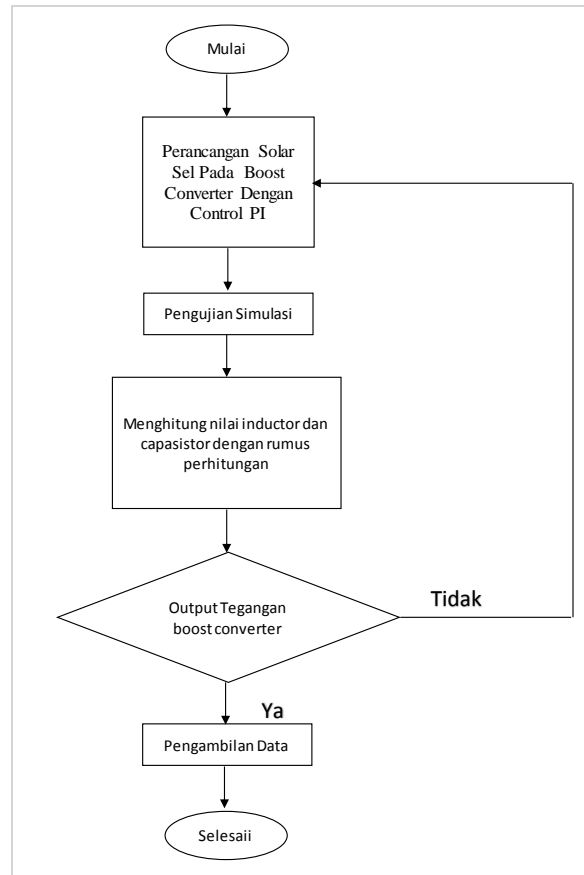 Mulai
Perancangan Solar
Sel Pada Boost
Converter Dengan
Control PI
Pengujian Simulasi
Menghitung nilai inductor dan
capasistor dengan rumus
perhitungan
Output Tegangan
boost converter
Tidak
Ya
Pengambilan Data
Selesaii